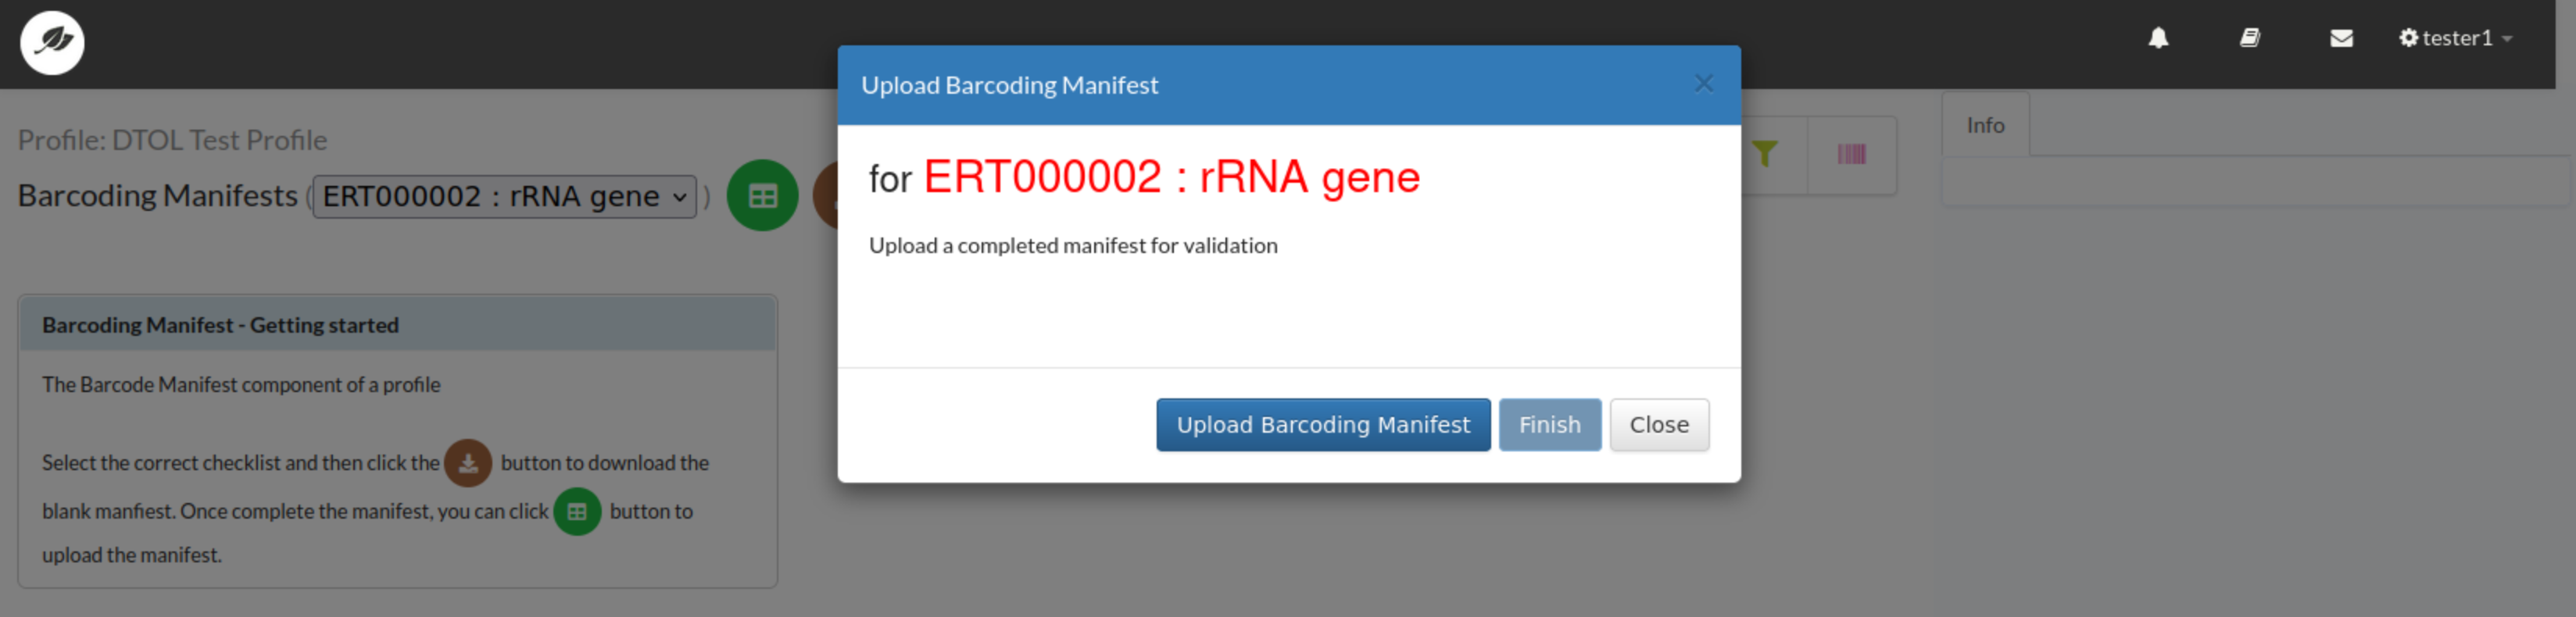 tester1
Upload Barcoding Manifest ×
Profile: DTOL Test Profile
Info
for ERT000002 : rRNA gene
Barcoding Manifests ( ERT000002 : rRNA gene )
Upload a completed manifest for validation
Barcoding Manifest - Getting started
The Barcode Manifest component of a profile
Select the correct checklist and then click the button to download the
blank manfiest. Once complete the manifest, you can click button to
upload the manifest.
Upload Barcoding Manifest Finish Close